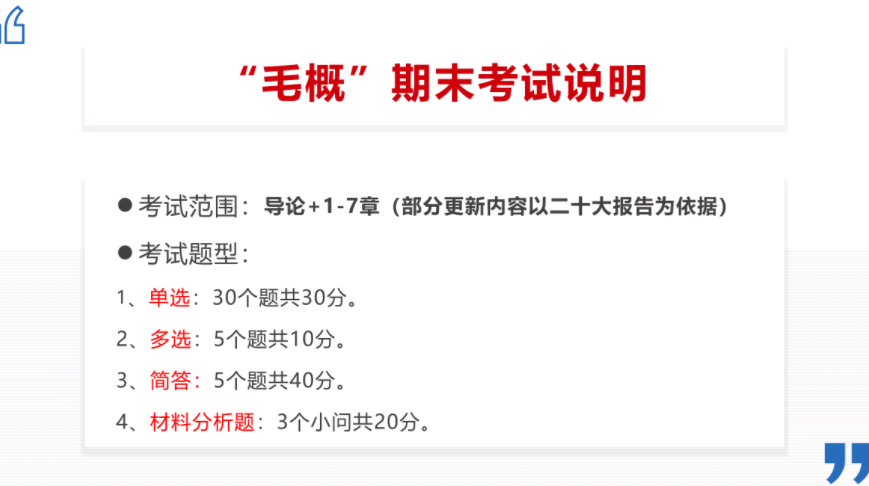 “毛概”期末考试说明
●考试范围：导论+1-7章（部分更新内容以二十大报告为依据）
●考试题型：
1、单选：30个题共30分。
2、多选：5个题共10分。
3、简答：5个题共40分。
4、材料分析题：3个小问共20分。